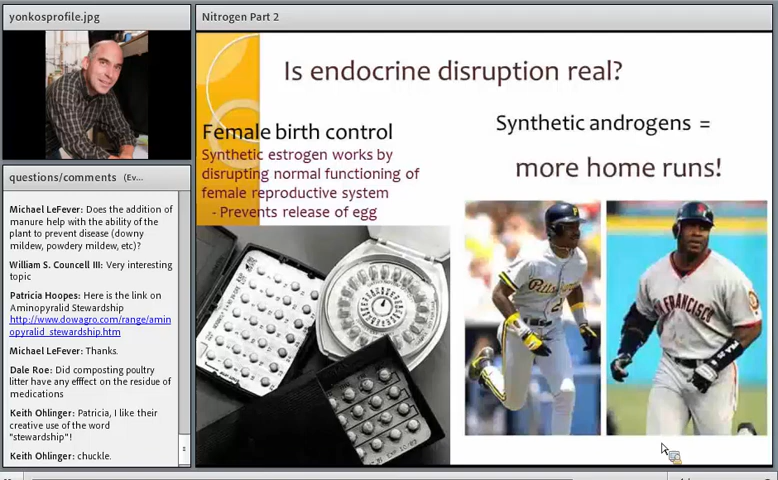 yonkosprofile.jpg
questions/comments (Ev...
Michael LeFever: Does the addition of
manure help with the ability of the
plant to prevent disease (downy
mildew, powdery mildew, etc)?
William S. Councell III: Very interesting
topic
Patricia Hoopes: Here is the link on
Aminopyralid Stewardship
http://www.dowagro.com/range/amin
opyralid_stewardship.htm
Michael LeFever: Thanks.
Dale Roe: Did composting poultry
litter have any efffect on the residue of
medications
Keith Ohlinger: Patricia, I like their
creative use of the word
"stewardship"!
Keith Ohlinger: chuckle.
Nitrogen Part 2
Is endocrine disruption real?
Female birth control
Synthetic estrogen works by
disrupting normal functioning of
female reproductive system
- Prevents release of egg
Synthetic androgens =
more home runs!